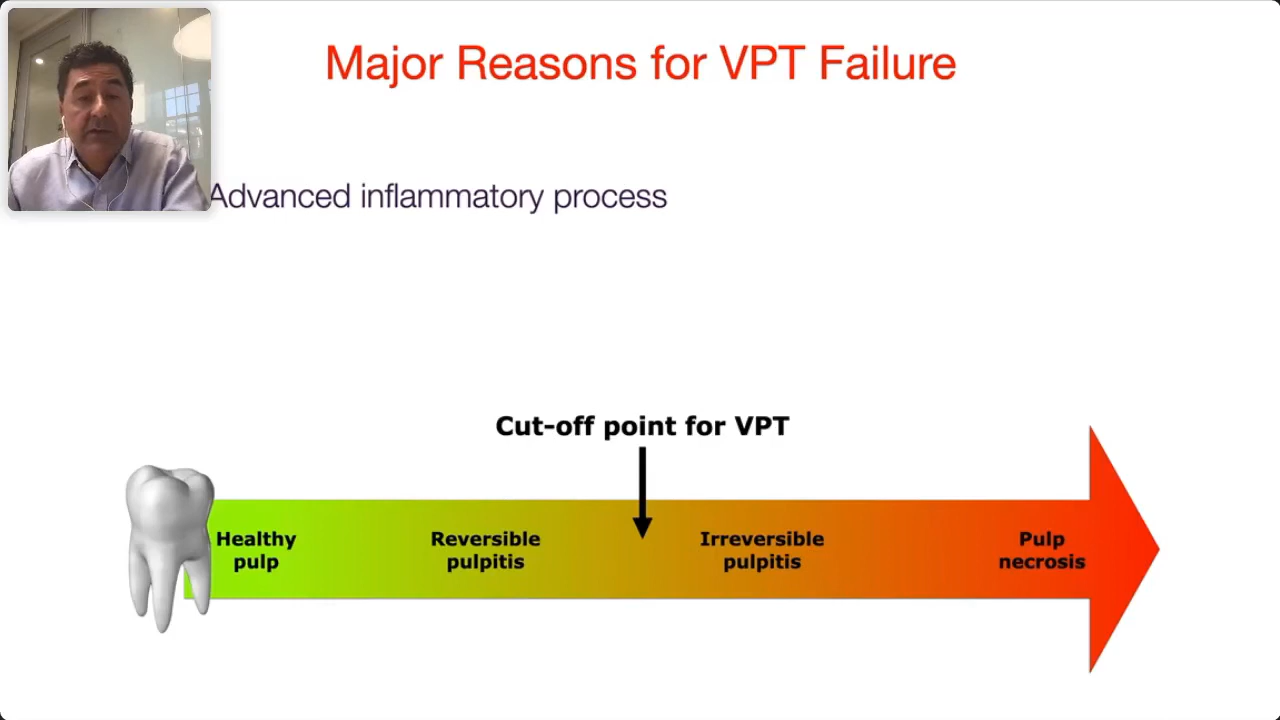 Major Reasons for VPT Failure
Advanced inflammatory process
Cut-off point for VPT
Healthy
pulp
Reversible
pulpitis
Irreversible
pulpitis
Pulp
necrosis